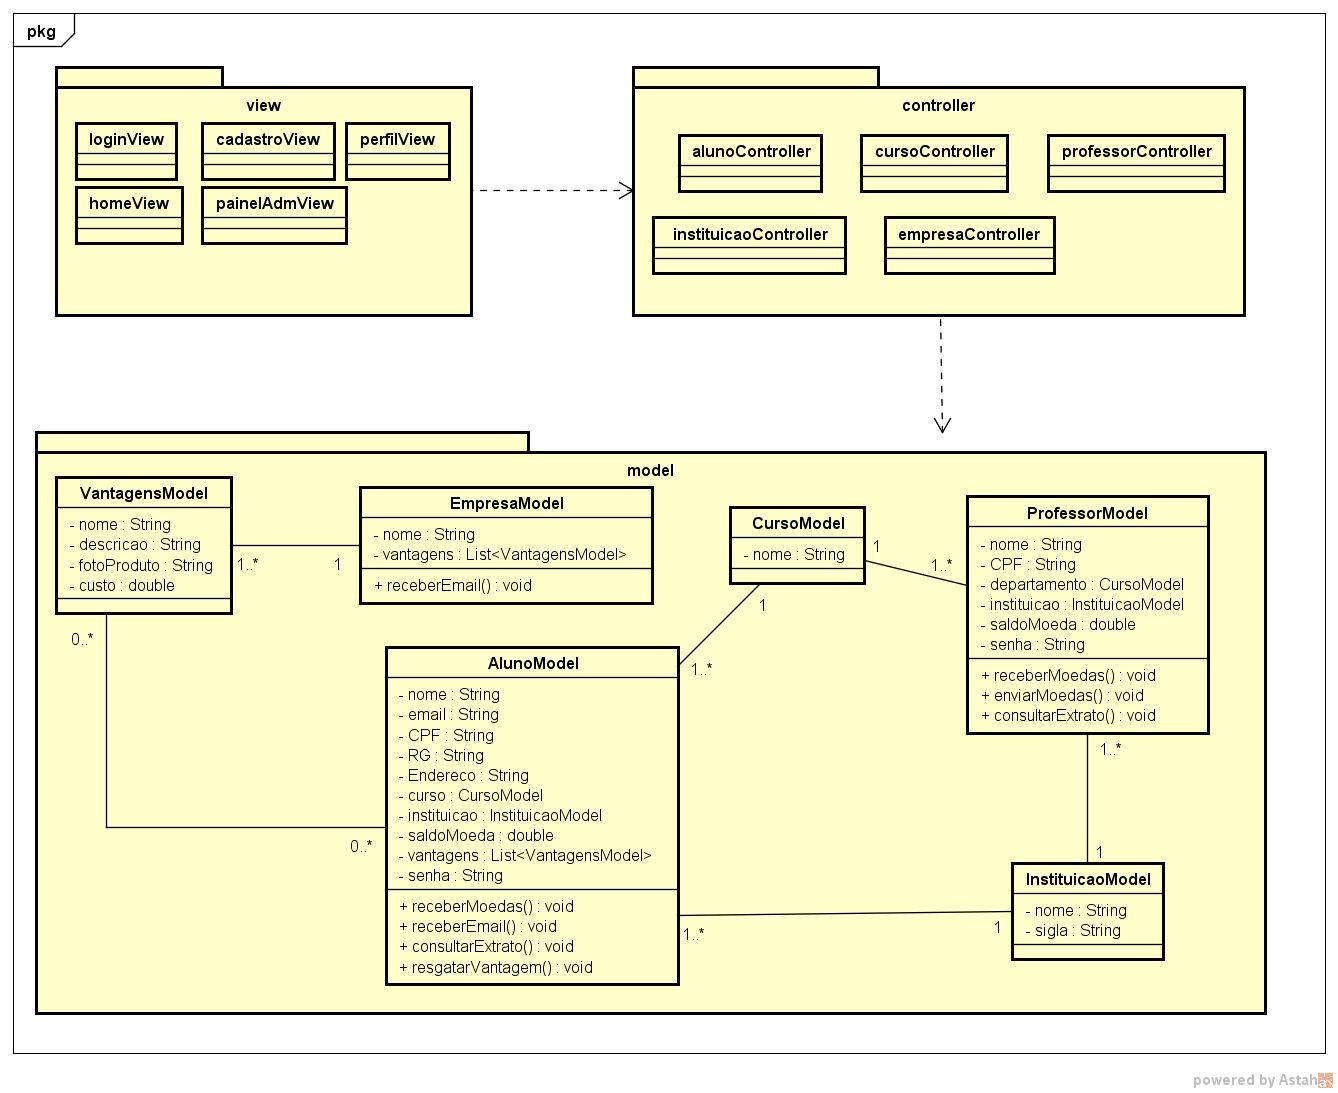 pkg
view
loginView
cadastroView
perfilView
homeView
painelAdmView
controller
alunoController
cursoController
professorController
instituicaoController
empresaController
model
VantagensModel
- nome : String
- descricao : String
- fotoProduto : String
- custo : double
1..*
1
0..*
0..*
EmpresaModel
- nome : String
- vantagens : List<VantagensModel>
+ receberEmail() : void
CursoModel
- nome : String
1
1..*
1
1..*
ProfessorModel
- nome : String
- CPF : String
- departamento : CursoModel
- instituicao : InstituicaoModel
- saldoMoeda : double
- senha : String
+ receberMoedas() : void
+ enviarMoedas() : void
+ consultarExtrato() : void
1..*
1
AlunoModel
- nome : String
- email : String
- CPF : String
- RG : String
- Endereco : String
- curso : CursoModel
- instituicao : InstituicaoModel
- saldoMoeda : double
- vantagens : List<VantagensModel>
- senha : String
+ receberMoedas() : void
+ receberEmail() : void
+ consultarExtrato() : void
+ resgatarVantagem() : void
1..*
1
InstituicaoModel
- nome : String
- sigla : String
powered by Astah